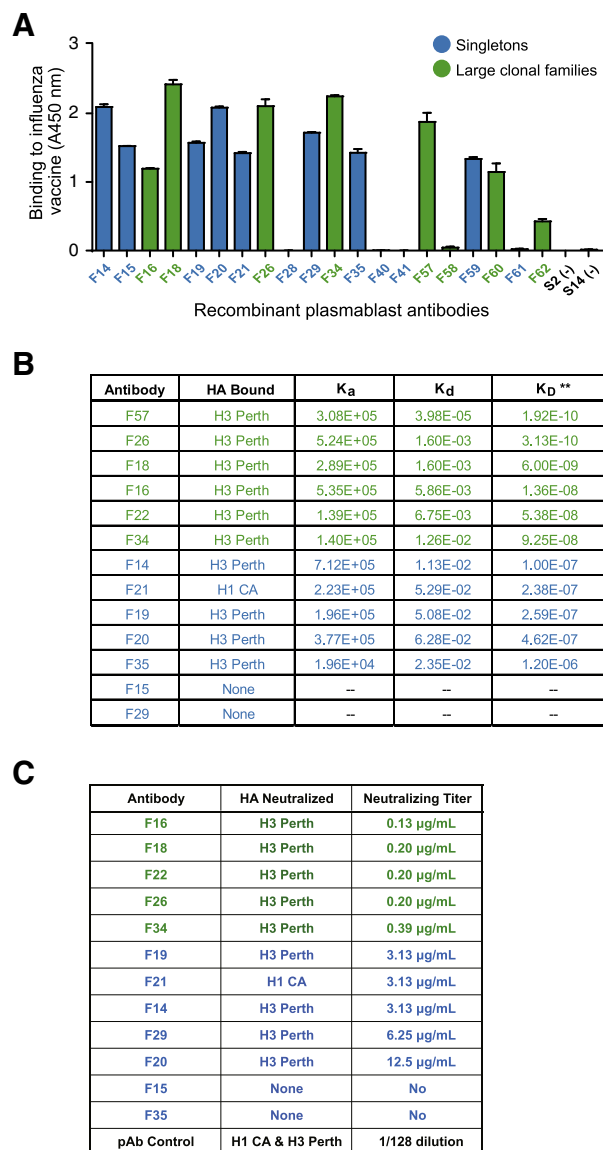 A
Singletons
Large clonal families
Binding to influenza
vaccine (A450 nm)
3
2
1
0
F14 F15 F16 F18 F19 F20 F21 F26 F28 F29 F34 F35 F40 F41 F57 F58 F59 F60 F61 F62 S2 (-) S14 (-)
Recombinant plasmablast antibodies
B
Antibody HA Bound Ka Kd KD **
F57 H3 Perth 3.08E+05 3.98E-05 1.92E-10
F26 H3 Perth 5.24E+05 1.60E-03 3.13E-10
F18 H3 Perth 2.89E+05 1.60E-03 6.00E-09
F16 H3 Perth 5.35E+05 5.86E-03 1.36E-08
F22 H3 Perth 1.39E+05 6.75E-03 5.38E-08
F34 H3 Perth 1.40E+05 1.26E-02 9.25E-08
F14 H3 Perth 7.12E+05 1.13E-02 1.00E-07
F21 H1 CA 2.23E+05 5.29E-02 2.38E-07
F19 H3 Perth 1.96E+05 5.08E-02 2.59E-07
F20 H3 Perth 3.77E+05 6.28E-02 4.62E-07
F35 H3 Perth 1.96E+04 2.35E-02 1.20E-06
F15 None -- -- --
F29 None -- -- --
C
Antibody HA Neutralized Neutralizing Titer
F16 H3 Perth 0.13 µg/mL
F18 H3 Perth 0.20 µg/mL
F22 H3 Perth 0.20 µg/mL
F26 H3 Perth 0.20 µg/mL
F34 H3 Perth 0.39 µg/mL
F19 H3 Perth 3.13 µg/mL
F21 H1 CA 3.13 µg/mL
F14 H3 Perth 3.13 µg/mL
F29 H3 Perth 6.25 µg/mL
F20 H3 Perth 12.5 µg/mL
F15 None No
F35 None No
pAb Control H1 CA & H3 Perth 1/128 dilution